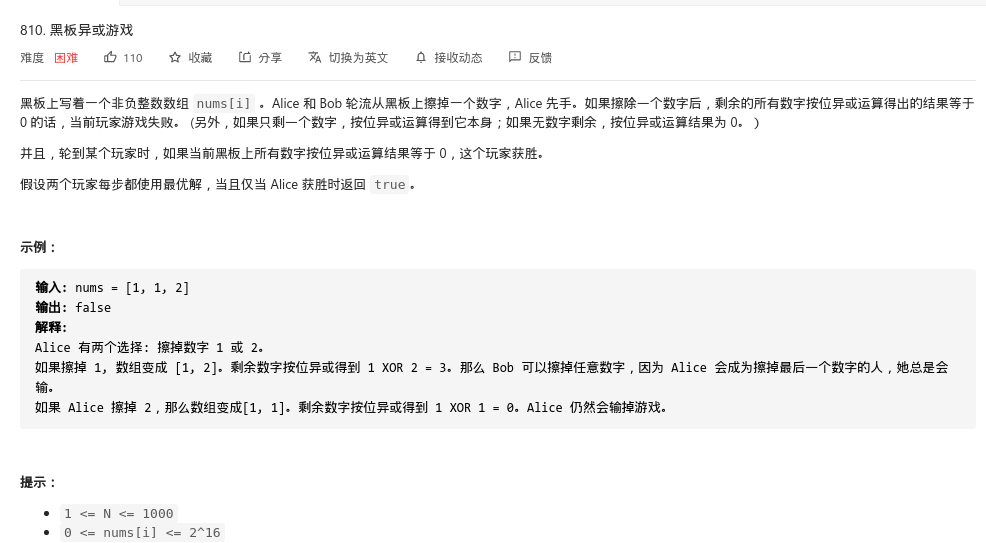 810. 黑板异或游戏
难度 困难 110 收藏 分享 切换为英文 接收动态 反馈
黑板上写着一个非负整数数组 nums[i] 。Alice 和 Bob 轮流从黑板上擦掉一个数字，Alice 先手。如果擦除一个数字后，剩余的所有数字按位异或运算得出的结果等于
0 的话，当前玩家游戏失败。 (另外，如果只剩一个数字，按位异或运算得到它本身；如果无数字剩余，按位异或运算结果为 0。）
并且，轮到某个玩家时，如果当前黑板上所有数字按位异或运算结果等于 0，这个玩家获胜。
假设两个玩家每步都使用最优解，当且仅当 Alice 获胜时返回 true。
示例：
输入: nums = [1, 1, 2]
输出: false
解释:
Alice 有两个选择: 擦掉数字 1 或 2。
如果擦掉 1, 数组变成 [1, 2]。剩余数字按位异或得到 1 XOR 2 = 3。那么 Bob 可以擦掉任意数字，因为 Alice 会成为擦掉最后一个数字的人，她总是会
输。
如果 Alice 擦掉 2，那么数组变成[1, 1]。剩余数字按位异或得到 1 XOR 1 = 0。Alice 仍然会输掉游戏。
提示：
1 <= N <= 1000
0 <= nums[i] <= 2^16